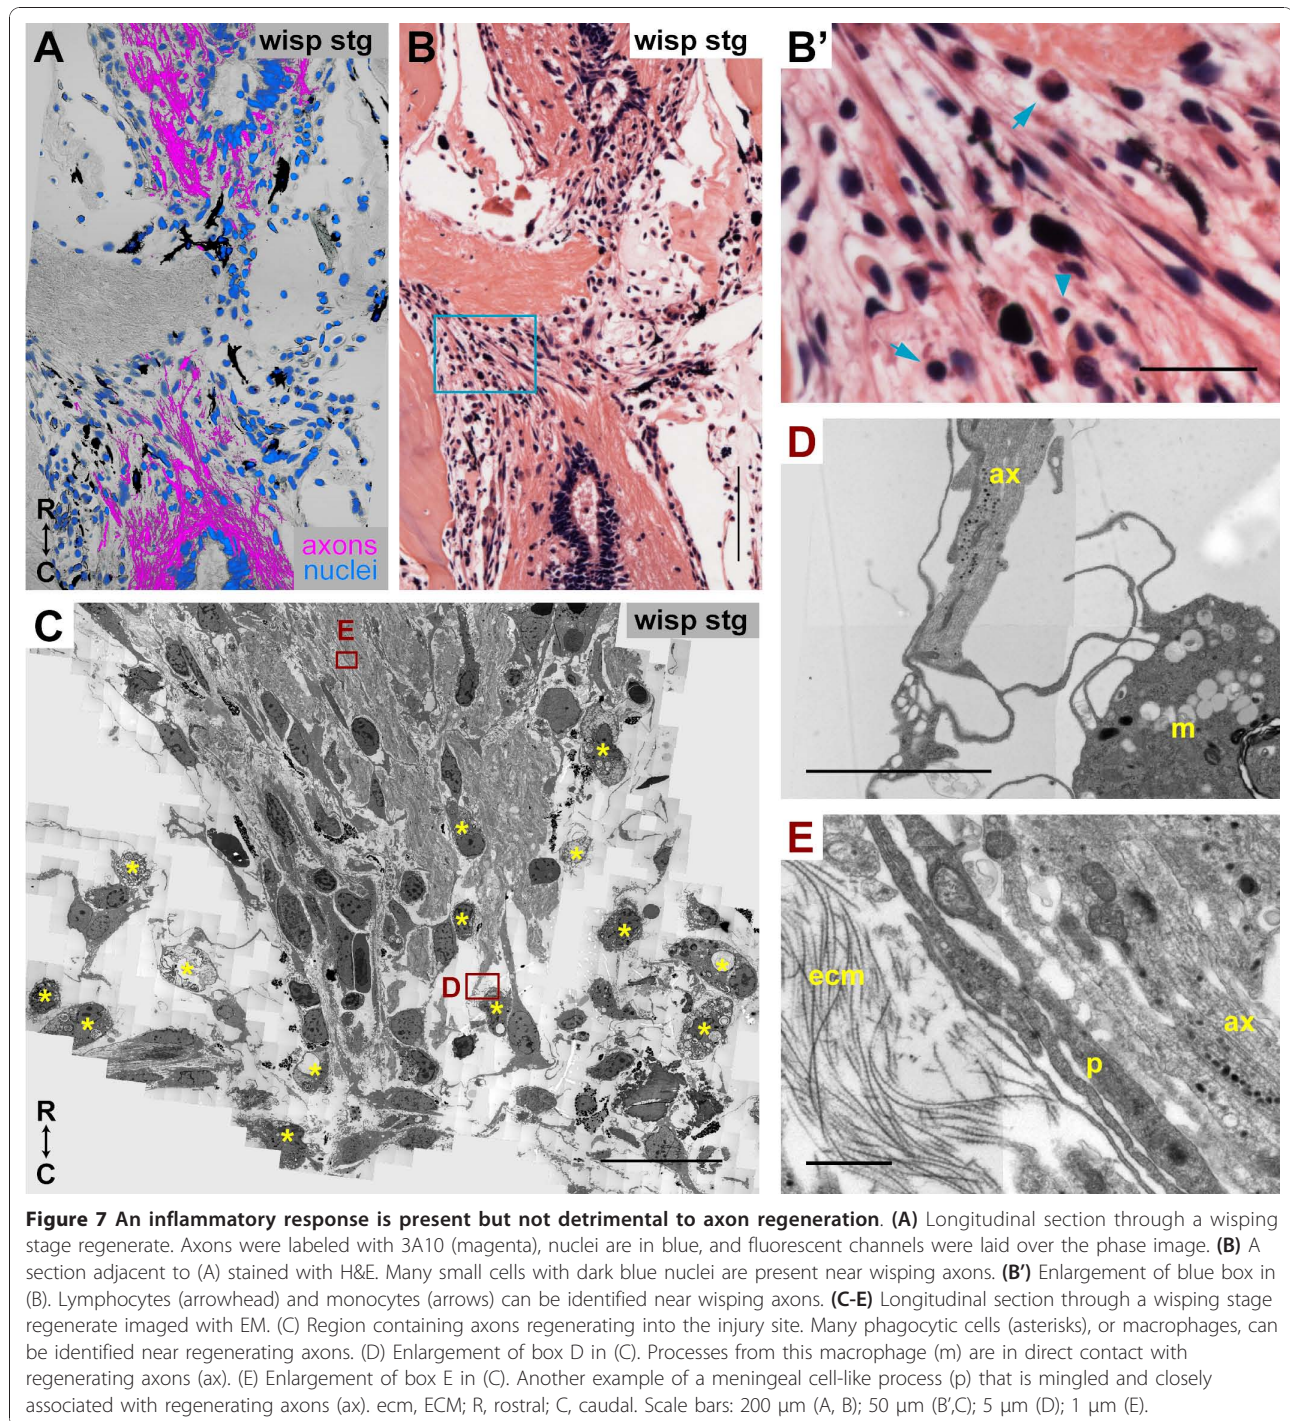 A
wisp stg
R
C
axons
nuclei
B
wisp stg
B’
C
wisp stg
E
*
*
*
*
*
*
*
*
*
*
*
*
*
*
D
R
C
D
ax
m
E
ecm
p
ax
Figure 7 An inflammatory response is present but not detrimental to axon regeneration. (A) Longitudinal section through a wisping
stage regenerate. Axons were labeled with 3A10 (magenta), nuclei are in blue, and fluorescent channels were laid over the phase image. (B) A
section adjacent to (A) stained with H&E. Many small cells with dark blue nuclei are present near wisping axons. (B’) Enlargement of blue box in
(B). Lymphocytes (arrowhead) and monocytes (arrows) can be identified near wisping axons. (C-E) Longitudinal section through a wisping stage
regenerate imaged with EM. (C) Region containing axons regenerating into the injury site. Many phagocytic cells (asterisks), or macrophages, can
be identified near regenerating axons. (D) Enlargement of box D in (C). Processes from this macrophage (m) are in direct contact with
regenerating axons (ax). (E) Enlargement of box E in (C). Another example of a meningeal cell-like process (p) that is mingled and closely
associated with regenerating axons (ax). ecm, ECM; R, rostral; C, caudal. Scale bars: 200 μm (A, B); 50 μm (B’,C); 5 μm (D); 1 μm (E).